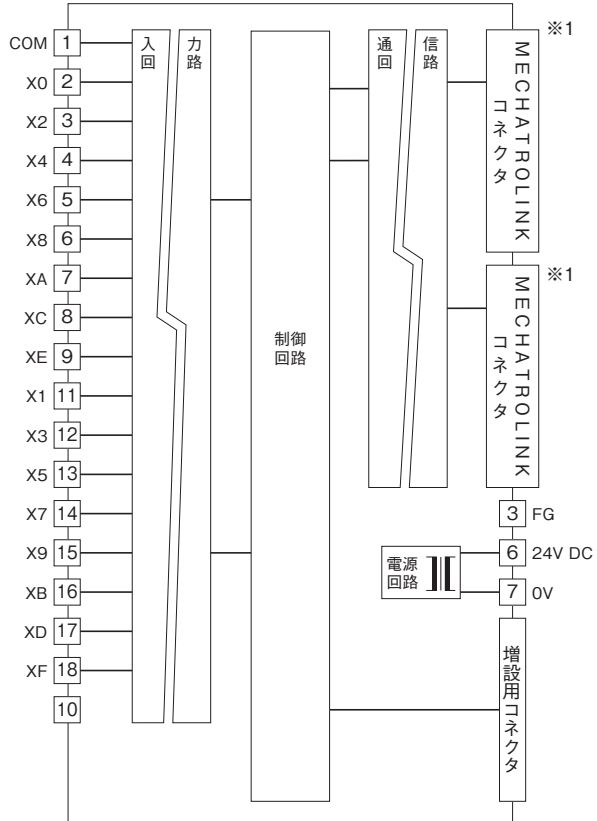 COM 1
X0 2
X2 3
X4 4
X6 5
X8 6
XA 7
XC 8
XE 9
X1 11
X3 12
X5 13
X7 14
X9 15
XB 16
XD 17
XF 18
10
入力
回路
制御
回路
通信
回路
※1
MECHATROLINK
コネクタ
※1
MECHATROLINK
コネクタ
3 FG
電源
回路
6 24V DC
7 0V
増設用コネクタ